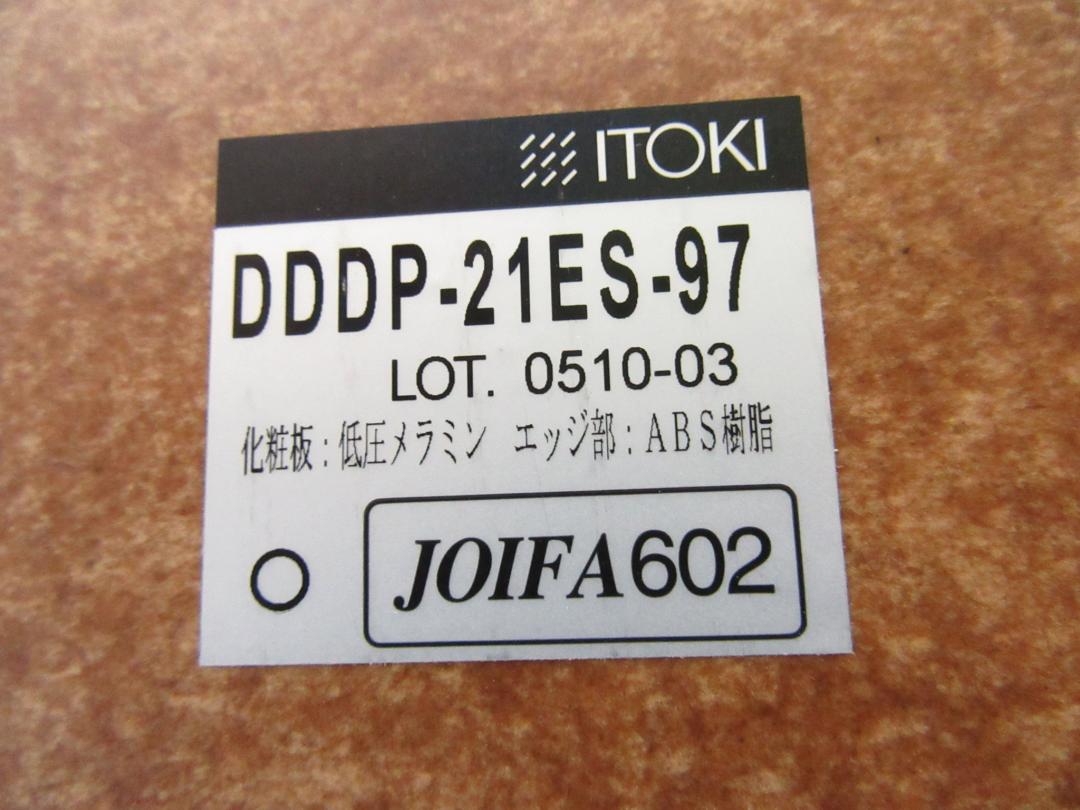 ITOKI
DDDP-21ES-97
LOT. 0510-03
化粧板：低圧メラミン　エッジ部：ABS樹脂
JOIFA602